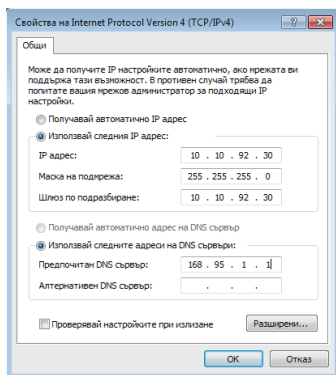 Свойства на Internet Protocol Version 4 (TCP/IPv4)
Общи
Може да получите IP настройките автоматично, ако мрежата ви
поддържа тази възможност. В противен случай трябва да
попитате вашия мрежов администратор за подходящи IP
настройки.
Получавай автоматично IP адрес
Използвай следния IP адрес:
IP адрес: 10 . 10 . 92 . 30
Маска на подмрежа: 255 . 255 . 255 . 0
Шлюз по подразбиране: 10 . 10 . 92 . 30
Получавай автоматично адрес на DNS сървър
Използвай следните адреси на DNS сървъри:
Предпочитан DNS сървър: 168 . 95 . 1 . 1
Алтернативен DNS сървър: . . .
Проверявай настройките при излизане Разширени...
OK Отказ